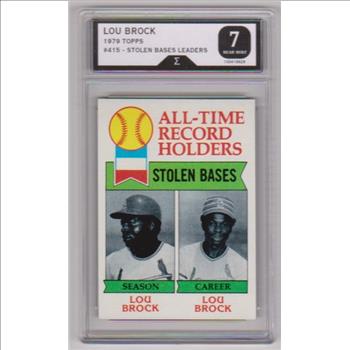 LOU BROCK
1979 TOPPS
#415 - STOLEN BASES LEADERS
7
NEAR MINT
Σ
ALL-TIME
RECORD
HOLDERS
STOLEN BASES
SEASON
CAREER
LOU
BROCK
LOU
BROCK